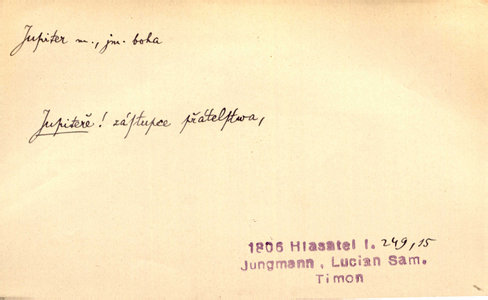 Jupiter m., jm. boha
Jupiteře! zástupce přátelstwa,
1806 Hlasatel I. 249,15
Jungmann, Lucian Sam.
Timon